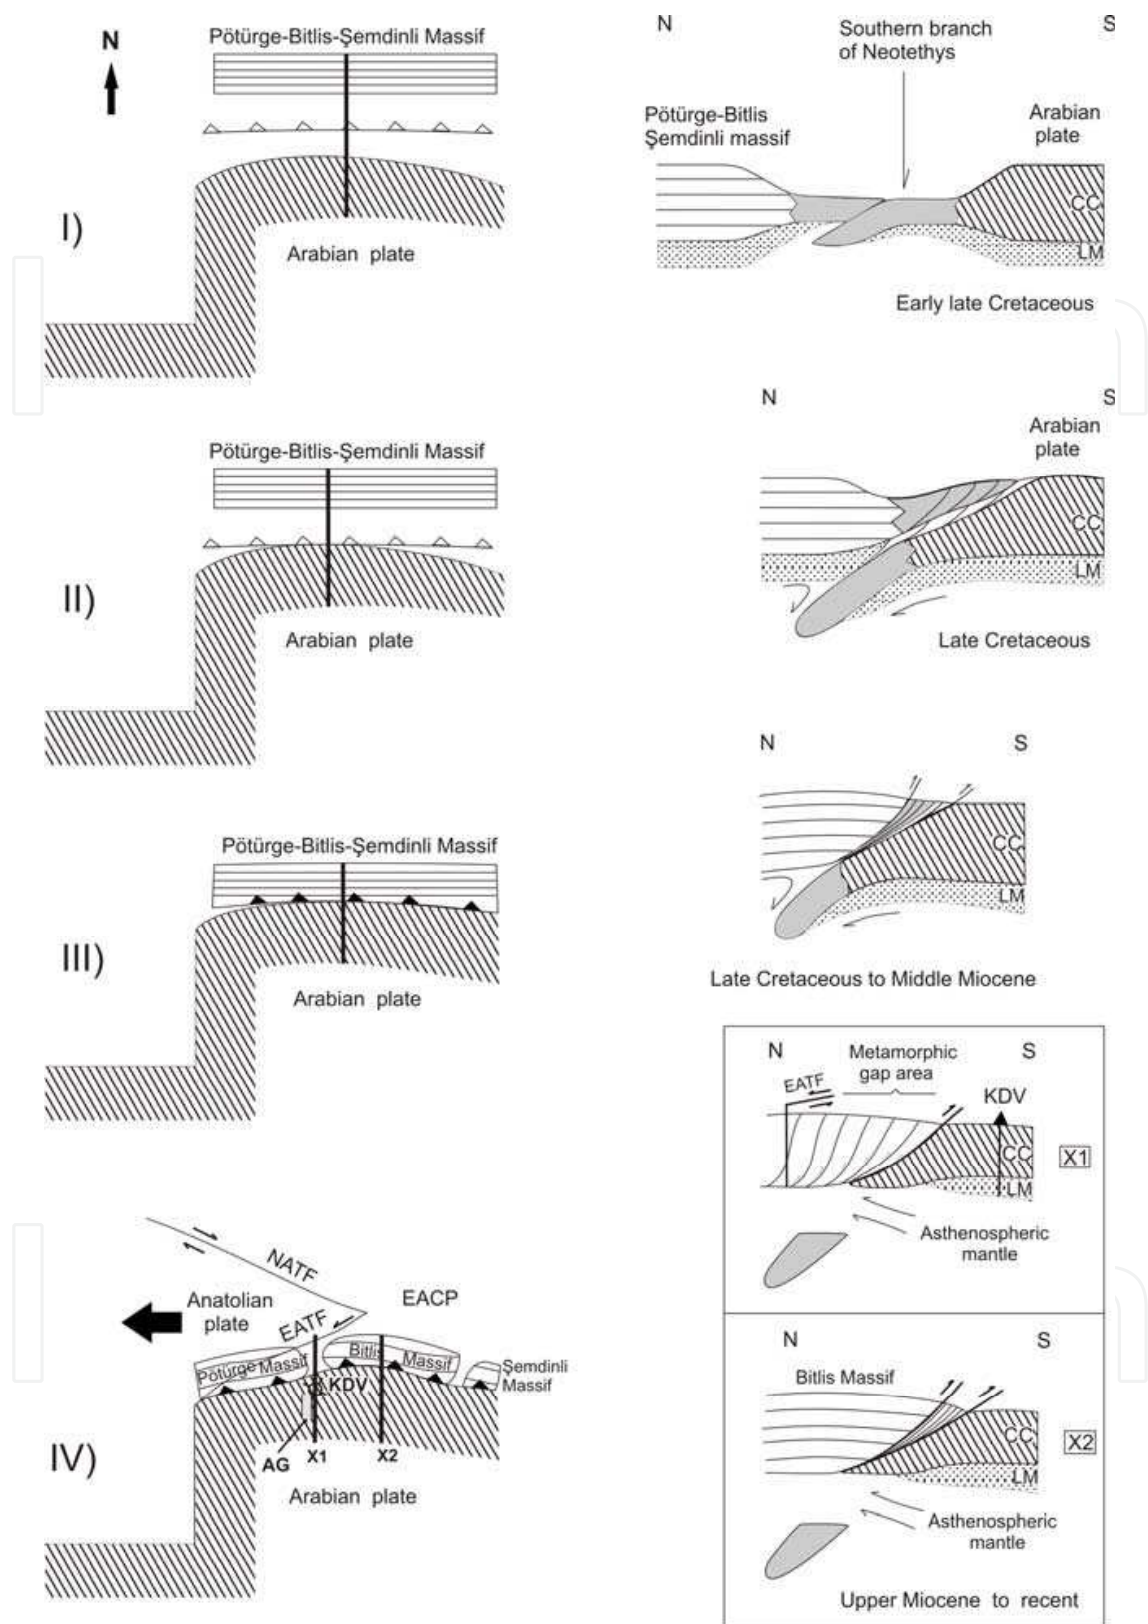 N
Pötürge-Bitlis-Şemdinli Massif
I)
Arabian plate
N
S
Southern branch
of Neotethys
Pötürge-Bitlis
Şemdinli massif
Arabian
plate
CC
LM
Early late Cretaceous
Pötürge-Bitlis-Şemdinli Massif
II)
Arabian plate
N
S
Arabian
plate
CC
LM
Late Cretaceous
Pötürge-Bitlis-Şemdinli Massif
III)
Arabian plate
N
S
CC
LM
Late Cretaceous to Middle Miocene
NATF
Anatolian
plate
EACP
EATF
Pötürge Massif
Bitlis Massif
Şemdinli
Massif
KDV
IV)
AG
X1
X2
Arabian plate
N
S
Metamorphic
gap area
EATF
KDV
CC
LM
X1
Asthenospheric
mantle
N
S
Bitlis Massif
CC
LM
X2
Asthenospheric
mantle
Upper Miocene to recent